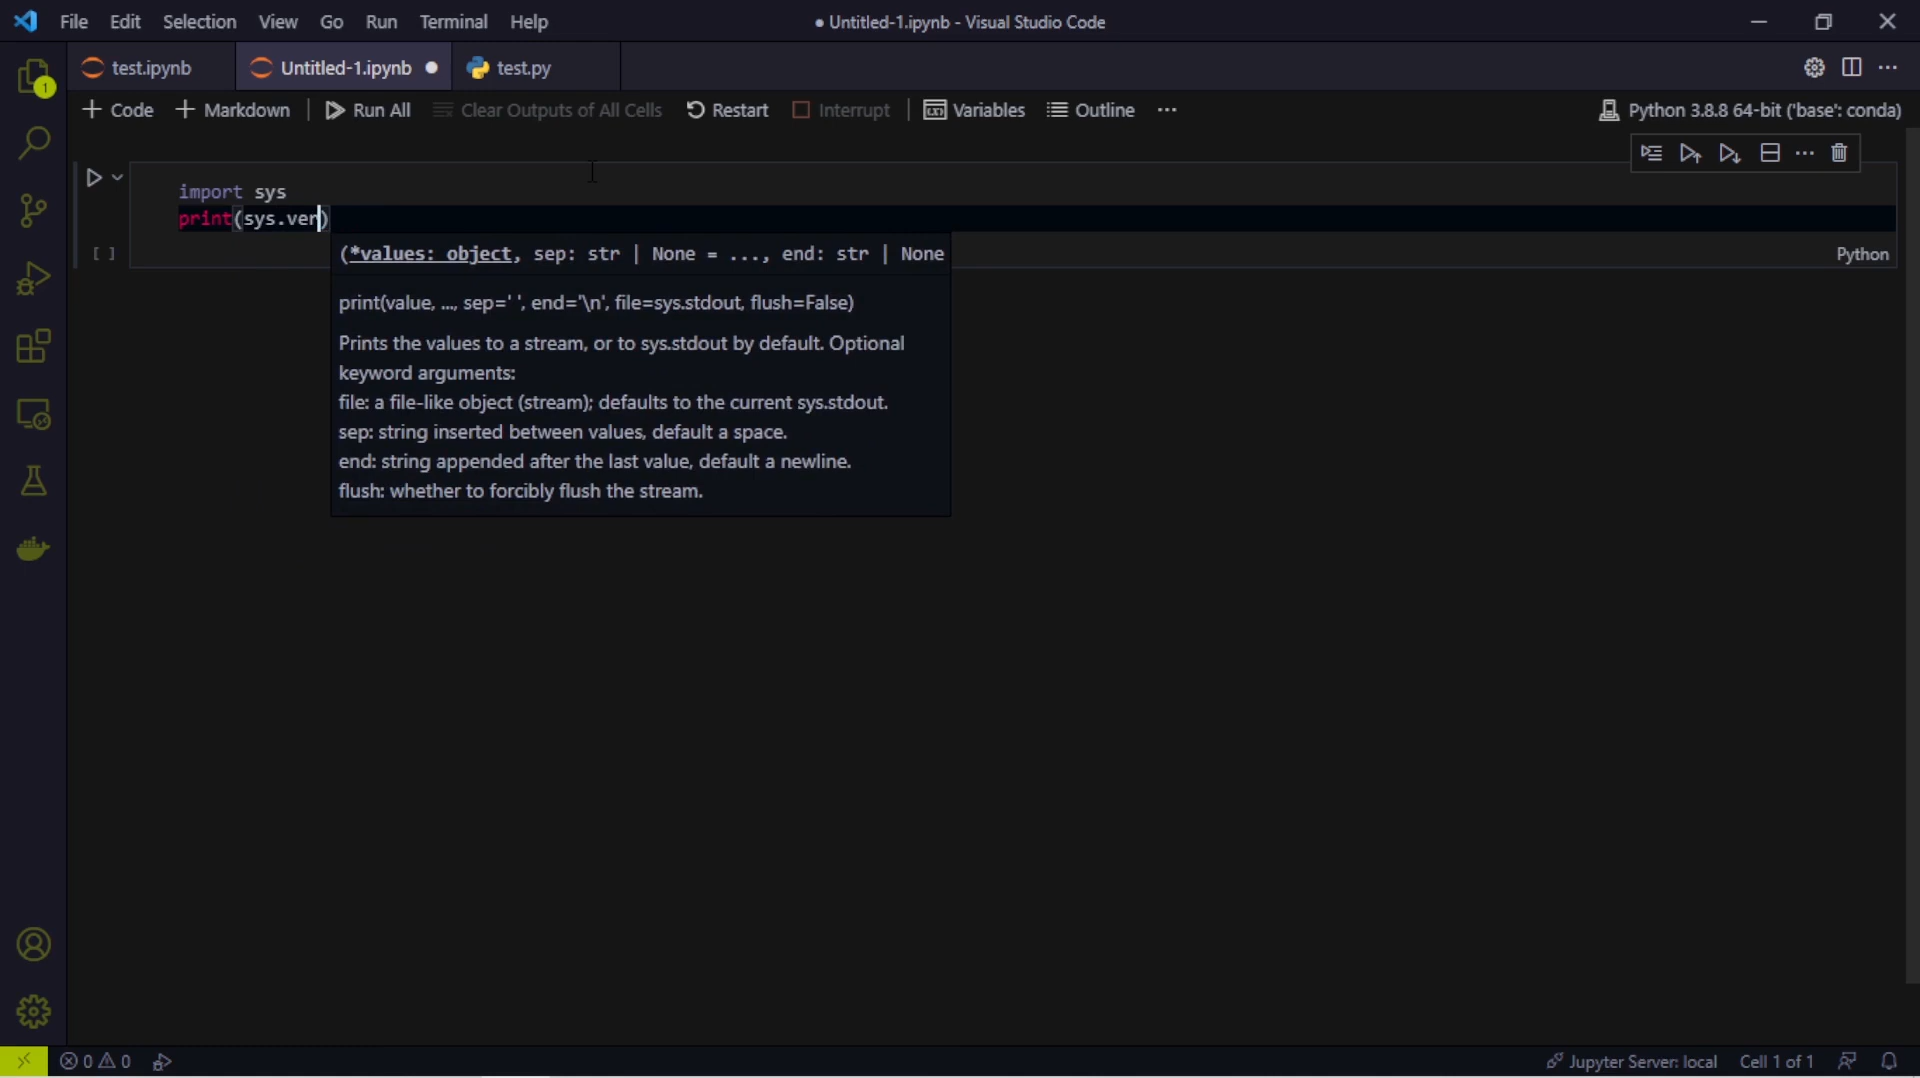 File Edit Selection View Go Run Terminal Help ● Untitled-1.ipynb - Visual Studio Code
1 test.ipynb Untitled-1.ipynb ● test.py
+ Code + Markdown Run All Clear Outputs of All Cells Restart Interrupt Variables Outline ··· Python 3.8.8 64-bit ('base': conda)
import sys
print(sys.ver)
[ ] (*values: object, sep: str | None = ..., end: str | None Python
print(value, ..., sep=' ', end='\n', file=sys.stdout, flush=False)
Prints the values to a stream, or to sys.stdout by default. Optional
keyword arguments:
file: a file-like object (stream); defaults to the current sys.stdout.
sep: string inserted between values, default a space.
end: string appended after the last value, default a newline.
flush: whether to forcibly flush the stream.
0 0 Jupyter Server: local Cell 1 of 1